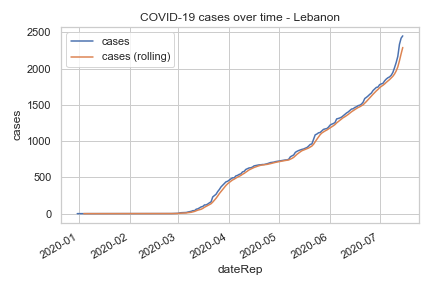 COVID-19 cases over time - Lebanon
cases
cases (rolling)
2500
2000
1500
1000
500
0
cases
2020-01
2020-02
2020-03
2020-04
2020-05
2020-06
2020-07
dateRep